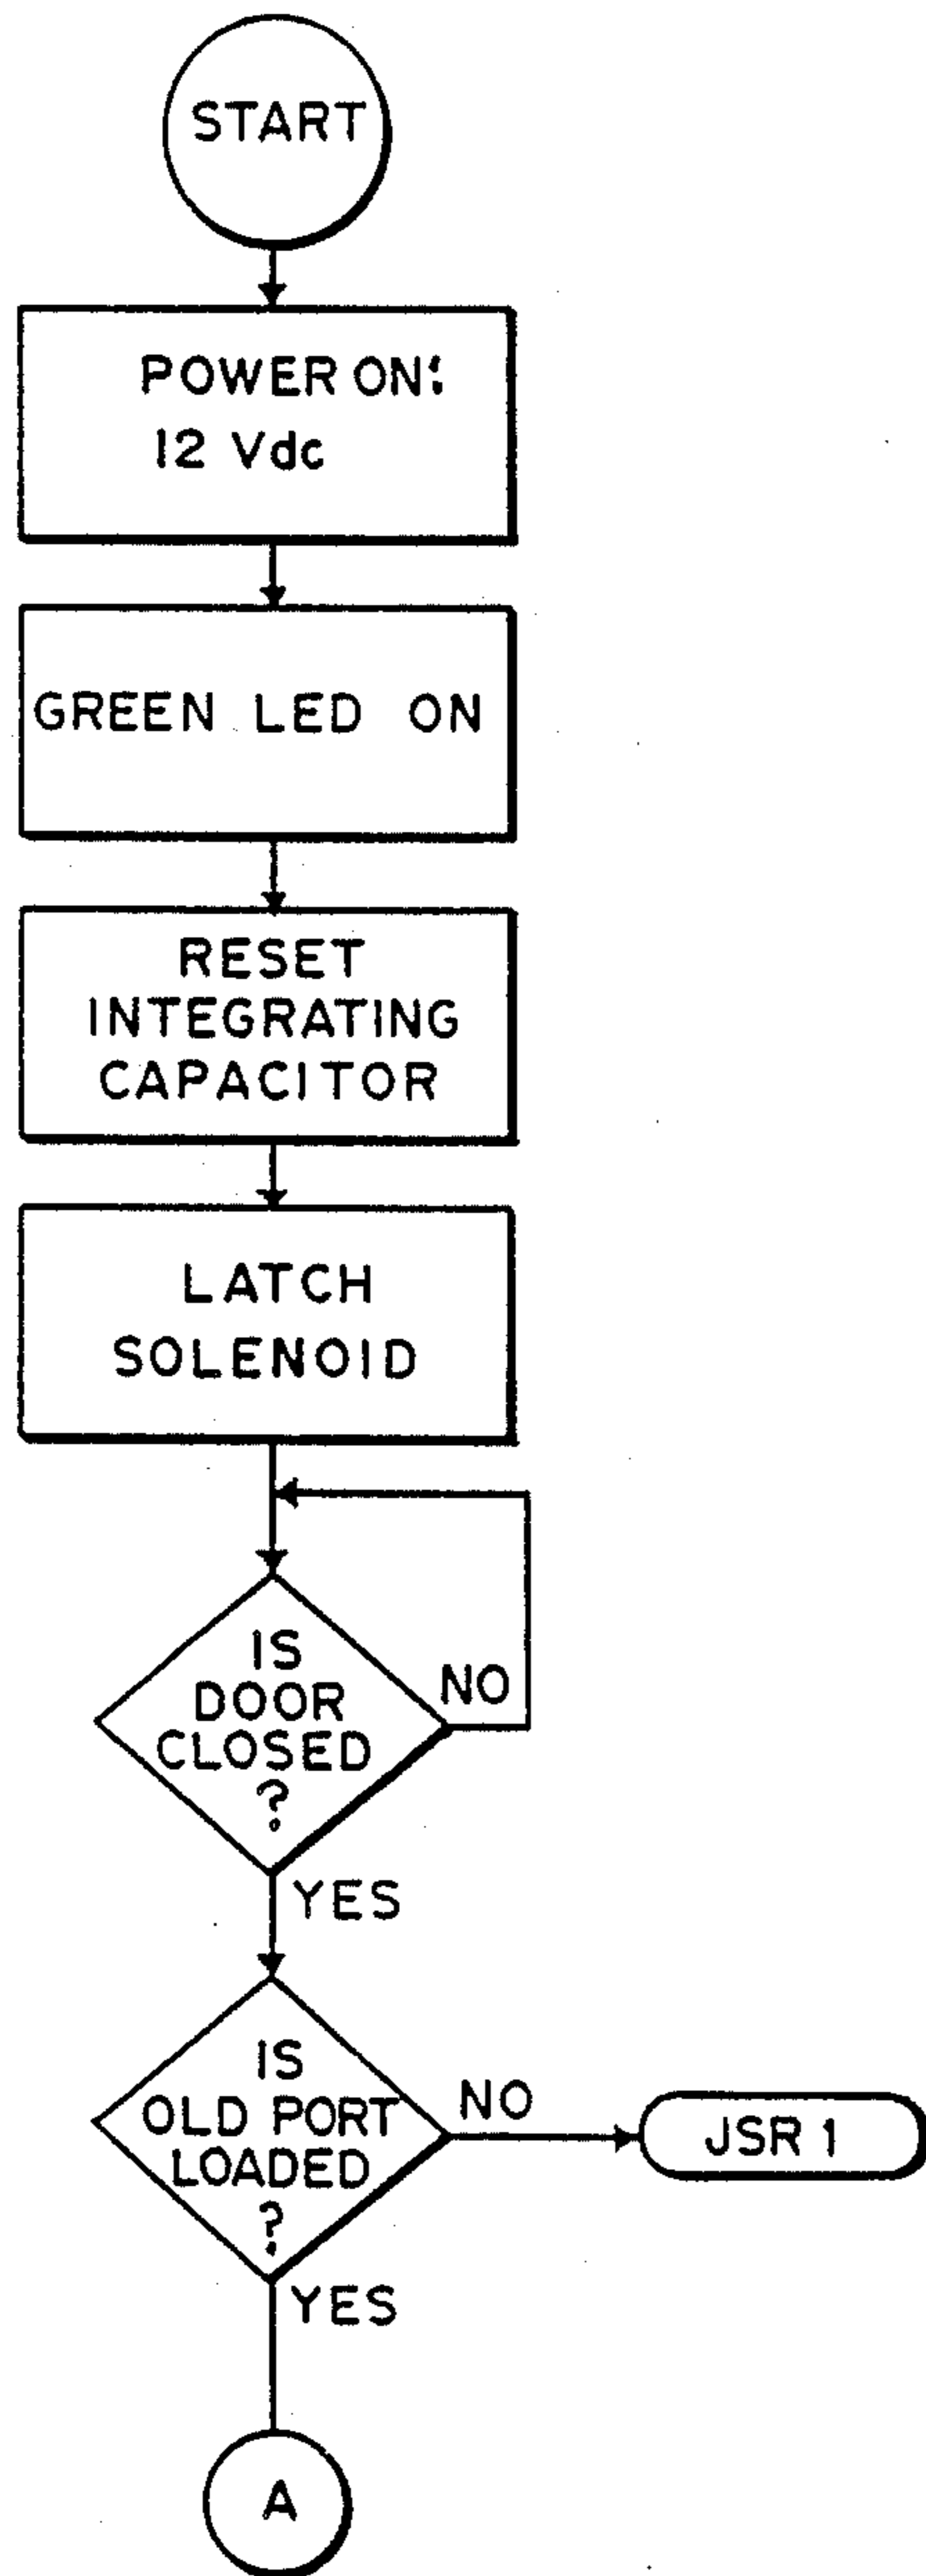 START
POWER ON:
12 Vdc
GREEN LED ON
RESET
INTEGRATING
CAPACITOR
LATCH
SOLENOID
IS
DOOR
CLOSED
?
NO
YES
IS
OLD PORT
LOADED
?
NO
JSR 1
YES
A